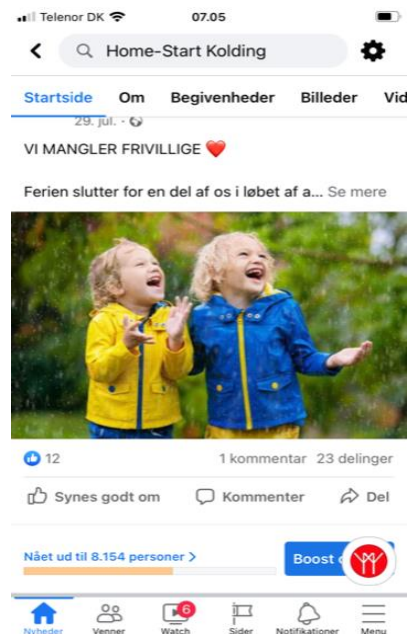 Telenor DK 07.05
Home-Start Kolding
Startside Om Begivenheder Billeder Vid
29. jul. ·
VI MANGLER FRIVILLIGE ❤️
Ferien slutter for en del af os i løbet af a... Se mere
12 1 kommentar 23 delinger
Synes godt om Kommenter Del
Nået ud til 8.154 personer >
Boost
6
Nyheder Venner Watch Sider Notifikationer Menu